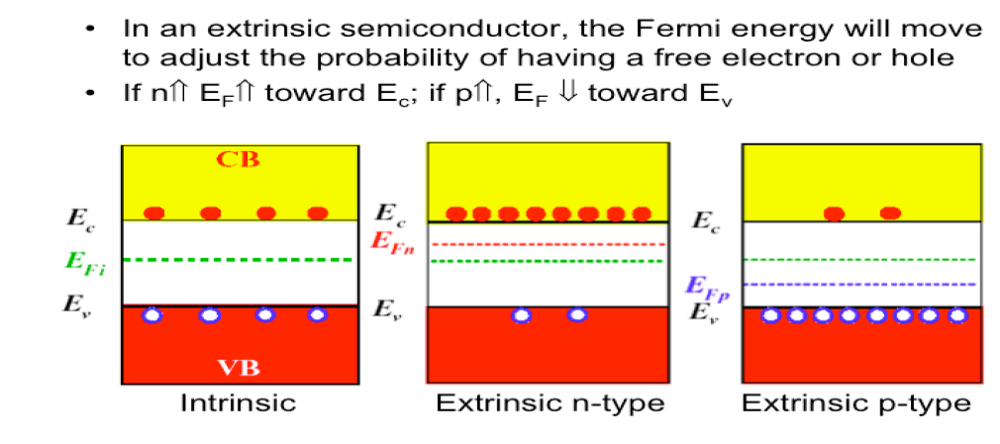 • In an extrinsic semiconductor, the Fermi energy will move
to adjust the probability of having a free electron or hole
• If n⇑ EF⇑ toward Ec; if p⇑, EF ⇓ toward Ev
CB
Ec
EFi
Ev
VB
Intrinsic
Ec
EFn
Ev
Extrinsic n-type
Ec
EFp
Ev
Extrinsic p-type